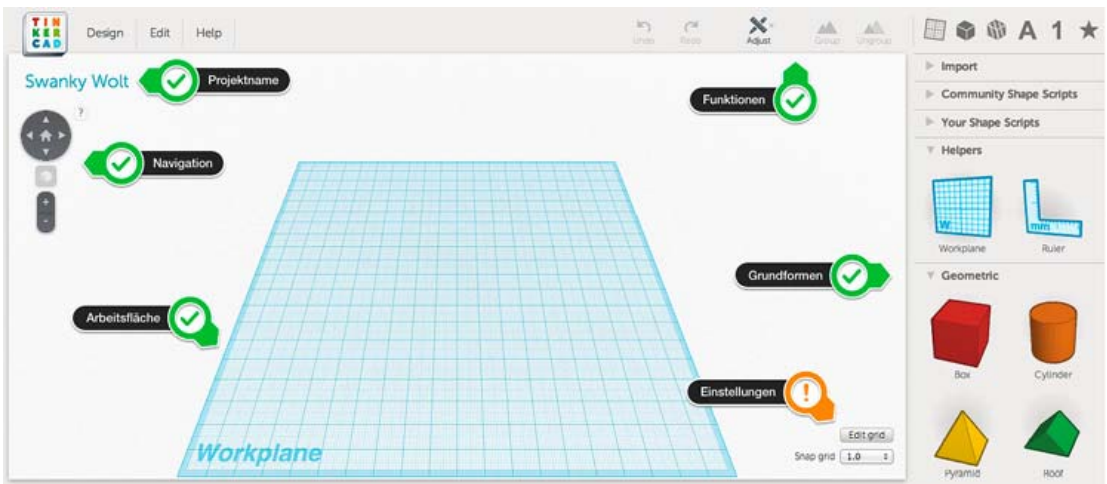 TIN
KER
CAD
Design Edit Help
Undo Redo Adjust Group Ungroup
A 1
Swanky Wolt
Projektname
Funktionen
Import
Community Shape Scripts
Your Shape Scripts
Helpers
?
Navigation
+
-
W
mm
Workplane Ruler
Grundformen
Geometric
Arbeitsfläche
Box Cylinder
Einstellungen
!
Edit grid
Snap grid 1.0
Workplane
Pyramid Roof